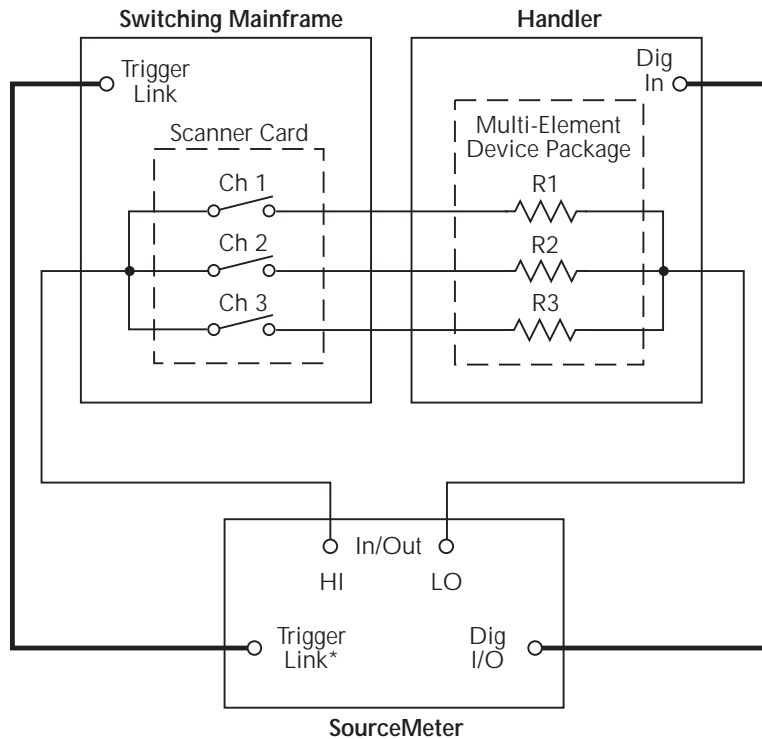 Switching Mainframe
Handler
Trigger
Link
Dig
In
Scanner Card
Multi-Element
Device Package
Ch 1
R1
Ch 2
R2
Ch 3
R3
In/Out
HI
LO
Trigger
Link*
Dig
I/O
SourceMeter